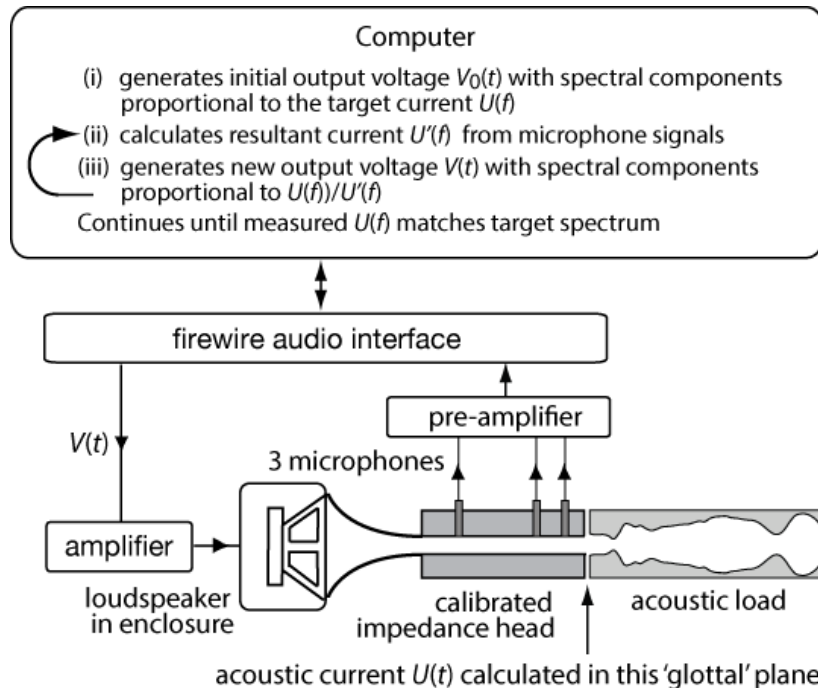 Computer
(i) generates initial output voltage V0(t) with spectral components
proportional to the target current U(f)
(ii) calculates resultant current U'(f) from microphone signals
(iii) generates new output voltage V(t) with spectral components
proportional to U(f))/U'(f)
Continues until measured U(f) matches target spectrum
firewire audio interface
pre-amplifier
V(t)
3 microphones
amplifier
loudspeaker
in enclosure
calibrated
impedance head
acoustic load
acoustic current U(t) calculated in this 'glottal' plane